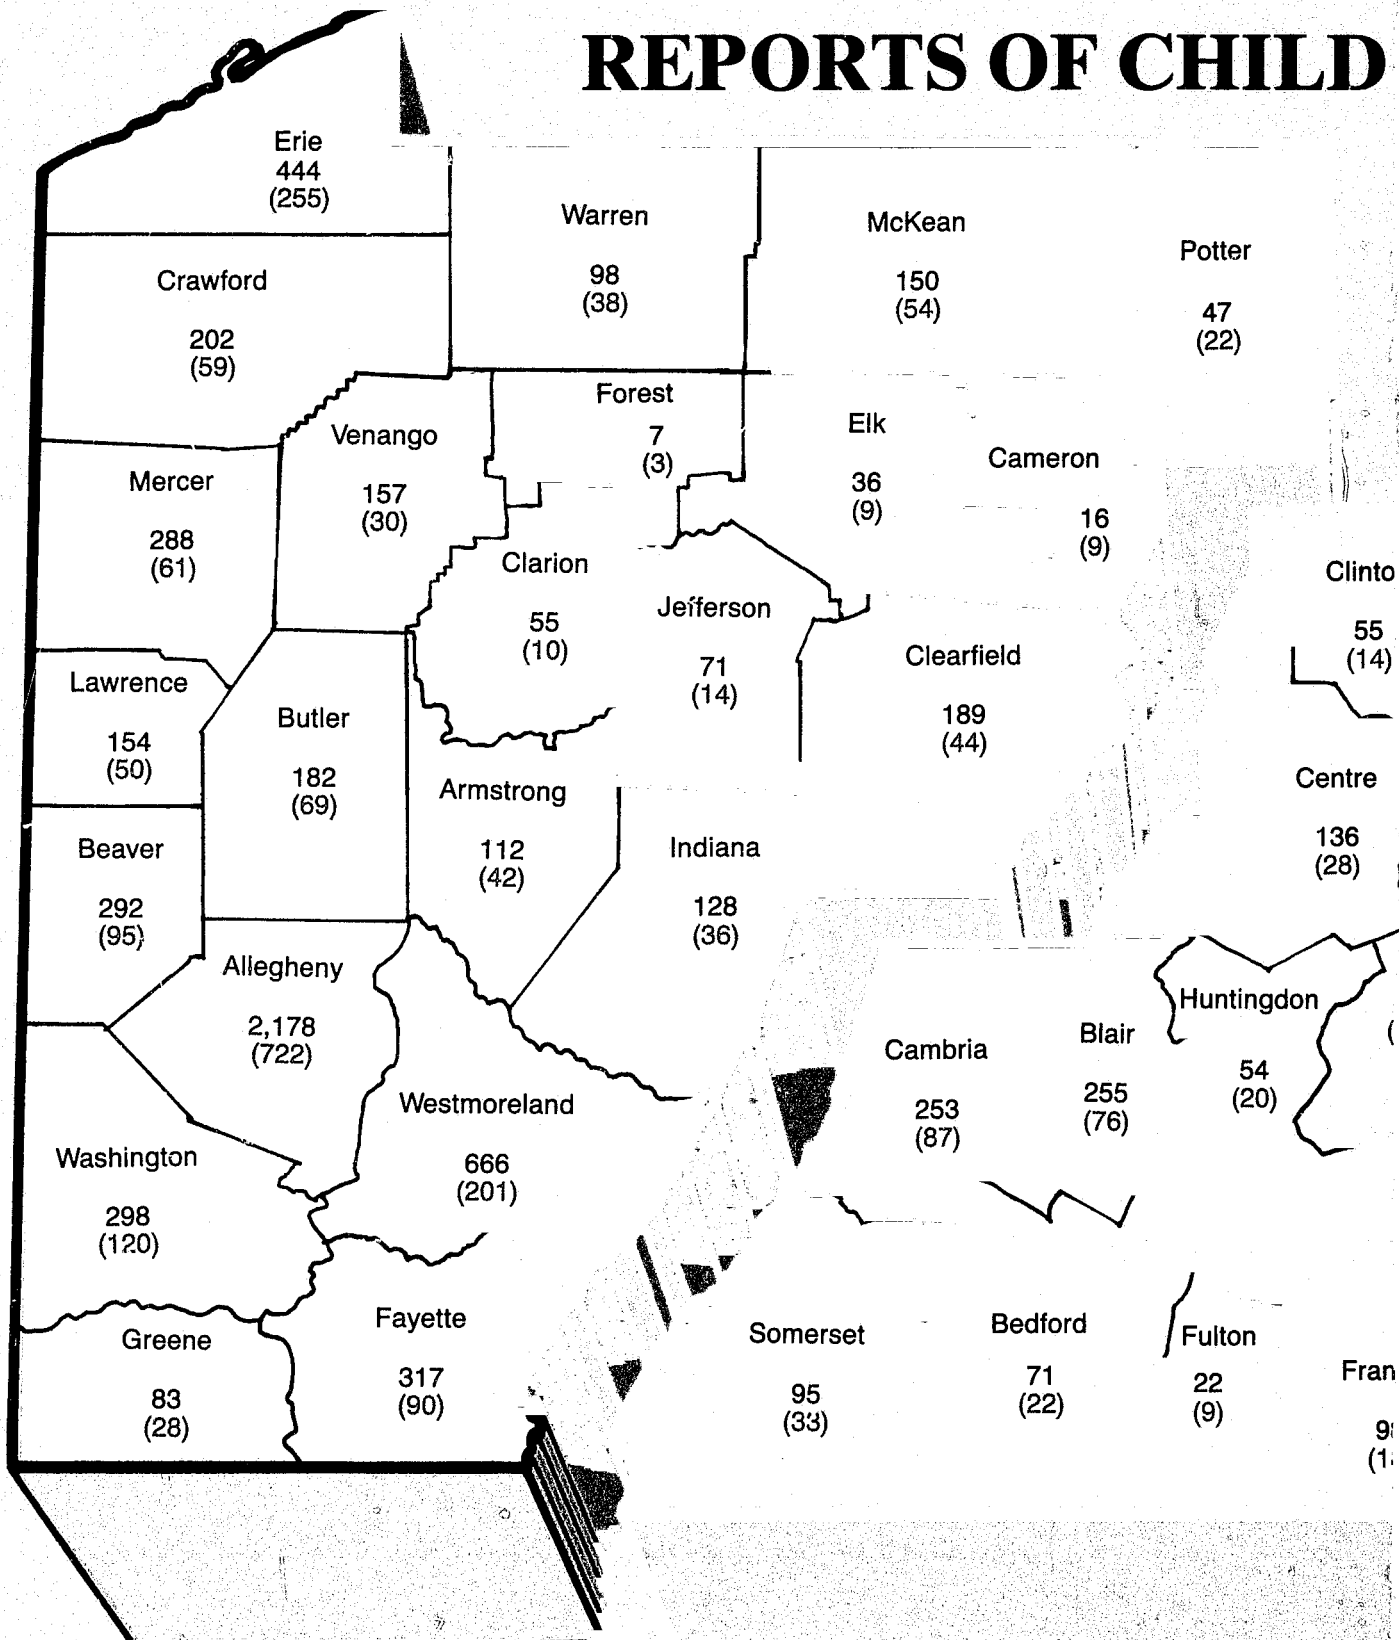 REPORTS OF CHILD
Erie
444
(255)
Warren
98
(38)
McKean
150
(54)
Potter
47
(22)
Crawford
202
(59)
Forest
7
(3)
Venango
157
(30)
Elk
36
(9)
Cameron
16
(9)
Mercer
288
(61)
Clarion
55
(10)
Jefferson
71
(14)
Clinto
55
(14)
Clearfield
189
(44)
Lawrence
154
(50)
Butler
182
(69)
Armstrong
112
(42)
Centre
136
(28)
Beaver
292
(95)
Indiana
128
(36)
Allegheny
2,178
(722)
Huntingdon
54
(20)
Cambria
253
(87)
Blair
255
(76)
Westmoreland
666
(201)
Washington
298
(120)
Fayette
317
(90)
Greene
83
(28)
Somerset
95
(33)
Bedford
71
(22)
Fulton
22
(9)
Fran